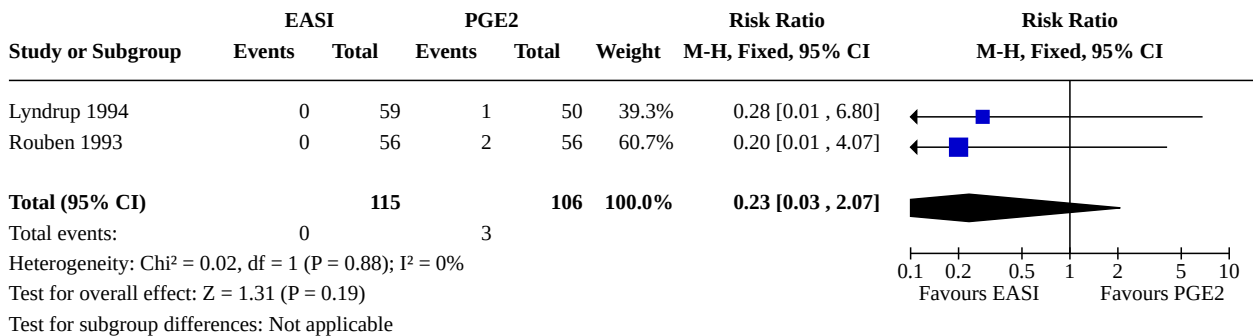 EASI PGE2 Risk Ratio Risk Ratio
Study or Subgroup Events Total Events Total Weight M-H, Fixed, 95% CI M-H, Fixed, 95% CI
Lyndrup 1994 0 59 1 50 39.3% 0.28 [0.01 , 6.80]
Rouben 1993 0 56 2 56 60.7% 0.20 [0.01 , 4.07]
Total (95% CI) 115 106 100.0% 0.23 [0.03 , 2.07]
Total events: 0 3
Heterogeneity: Chi² = 0.02, df = 1 (P = 0.88); I² = 0%
0.1 0.2 0.5 1 2 5 10
Test for overall effect: Z = 1.31 (P = 0.19)
Favours EASI Favours PGE2
Test for subgroup differences: Not applicable